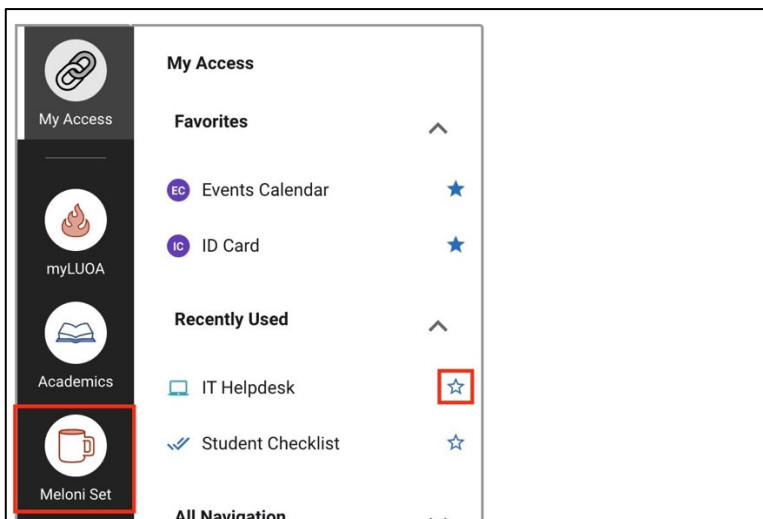 My Access
My Access
Favorites
EC Events Calendar
IC ID Card
myLUOA
Recently Used
Academics
IT Helpdesk
Student Checklist
Meloni Set
All Navigation